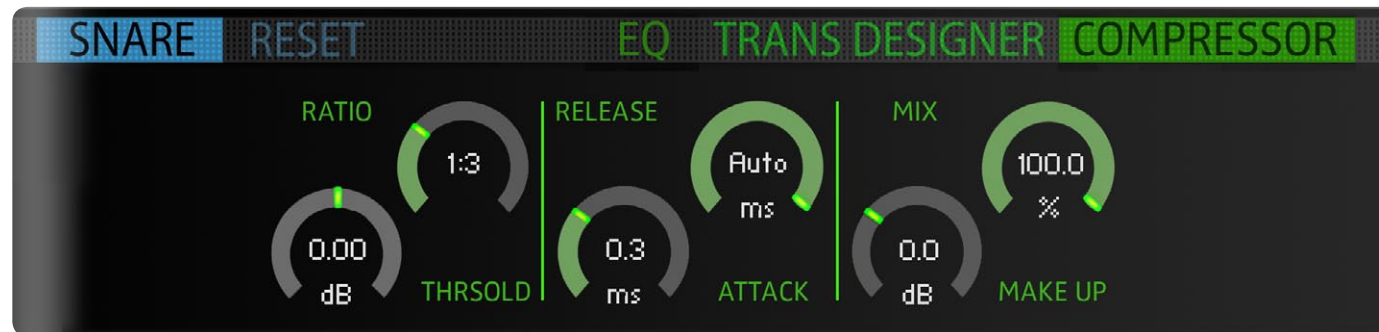 SNARE RESET EQ TRANS DESIGNER COMPRESSOR
RATIO 1:3 RELEASE Auto ms MIX 100.0 %
0.00 dB THRSOLD 0.3 ms ATTACK 0.0 dB MAKE UP